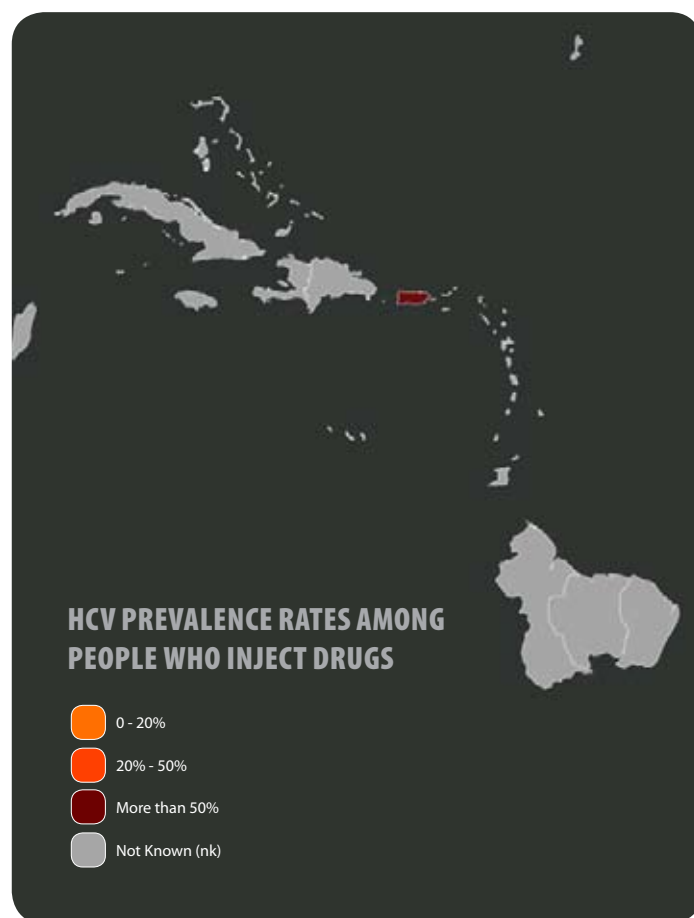 HCV PREVALENCE RATES AMONG
PEOPLE WHO INJECT DRUGS
0 - 20%
20% - 50%
More than 50%
Not Known (nk)